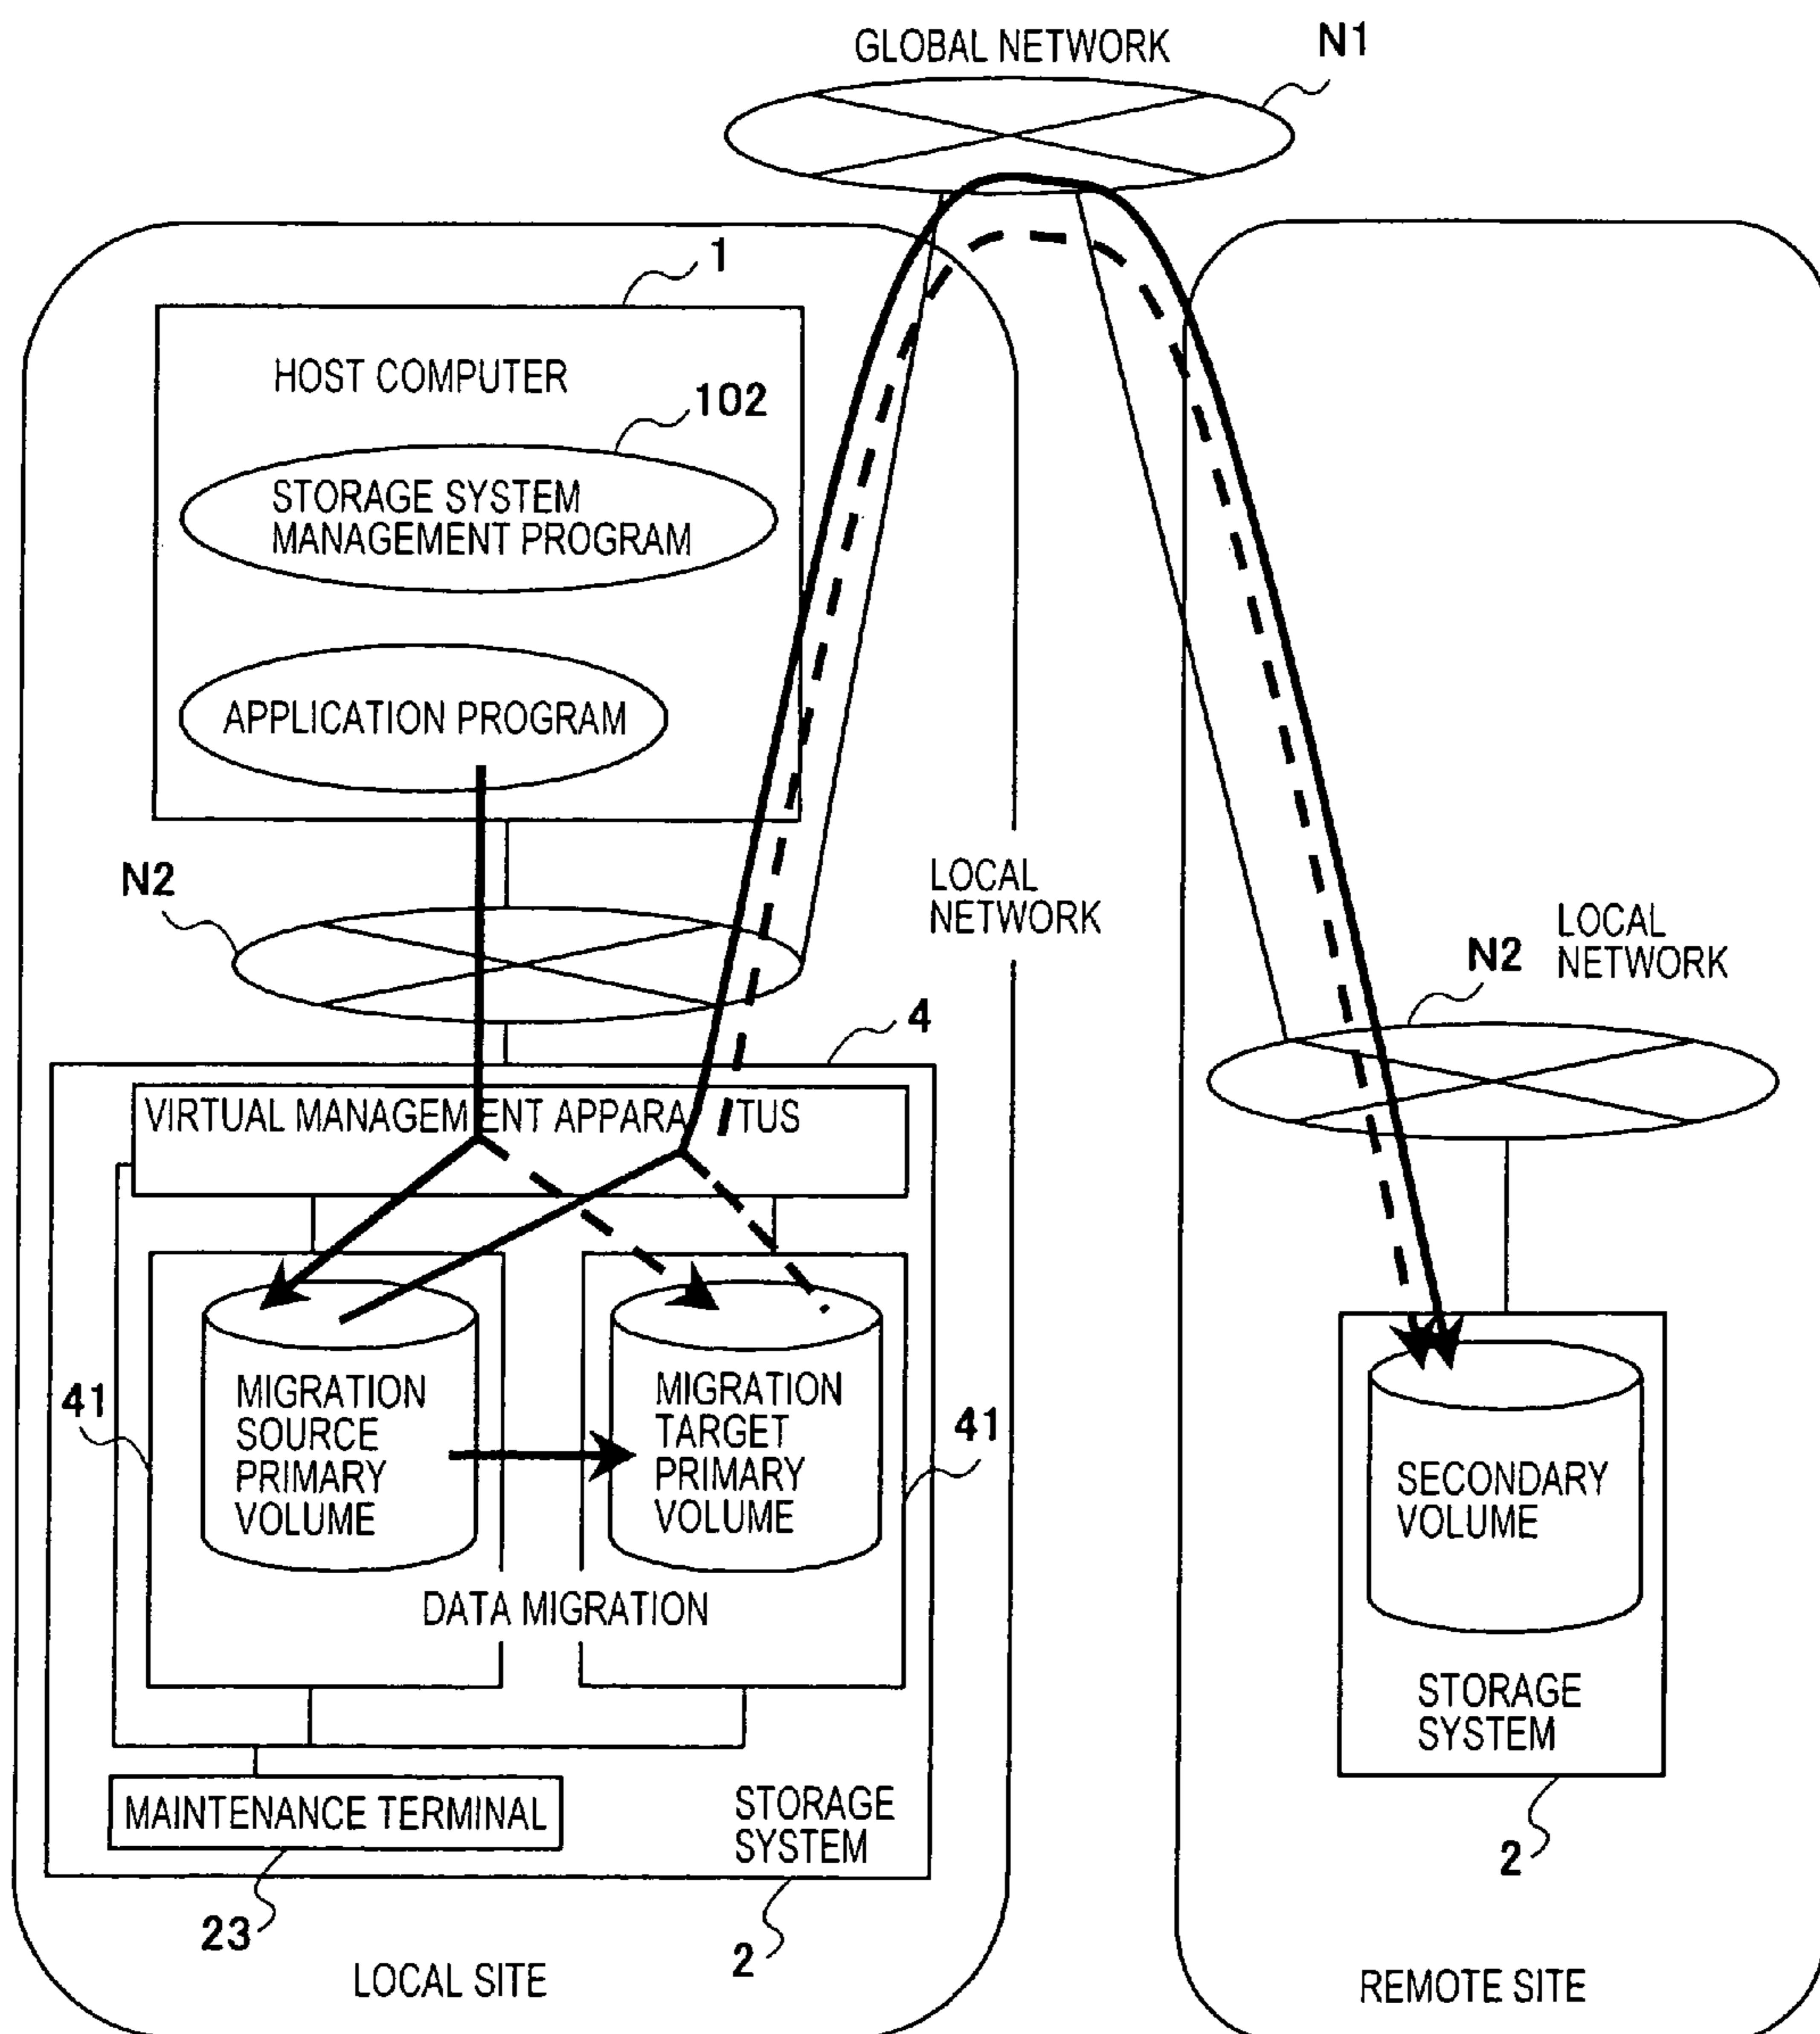 GLOBAL NETWORK
N1
1
HOST COMPUTER
102
STORAGE SYSTEM
MANAGEMENT PROGRAM
APPLICATION PROGRAM
N2
LOCAL
NETWORK
N2
LOCAL
NETWORK
4
VIRTUAL MANAGEMENT APPARATUS
41
MIGRATION
SOURCE
PRIMARY
VOLUME
MIGRATION
TARGET
PRIMARY
VOLUME
41
DATA MIGRATION
SECONDARY
VOLUME
STORAGE
SYSTEM
MAINTENANCE TERMINAL
STORAGE
SYSTEM
23
2
2
LOCAL SITE
REMOTE SITE